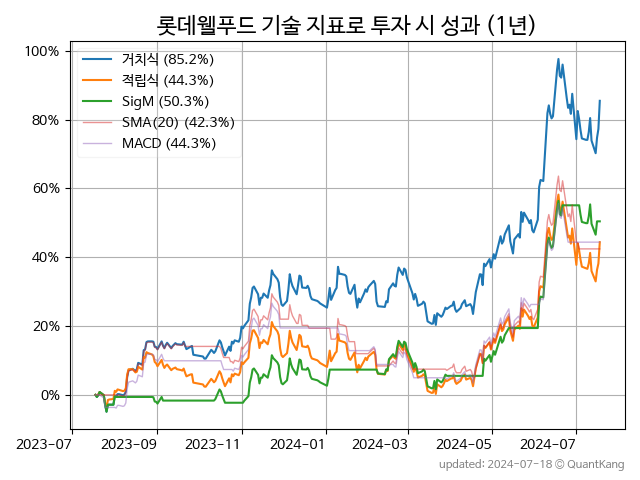 롯데웰푸드 기술 지표로 투자 시 성과 (1년)
100%
80%
60%
40%
20%
0%
거치식 (85.2%)
적립식 (44.3%)
SigM (50.3%)
SMA(20) (42.3%)
MACD (44.3%)
2023-07 2023-09 2023-11 2024-01 2024-03 2024-05 2024-07
updated: 2024-07-18 © QuantKang